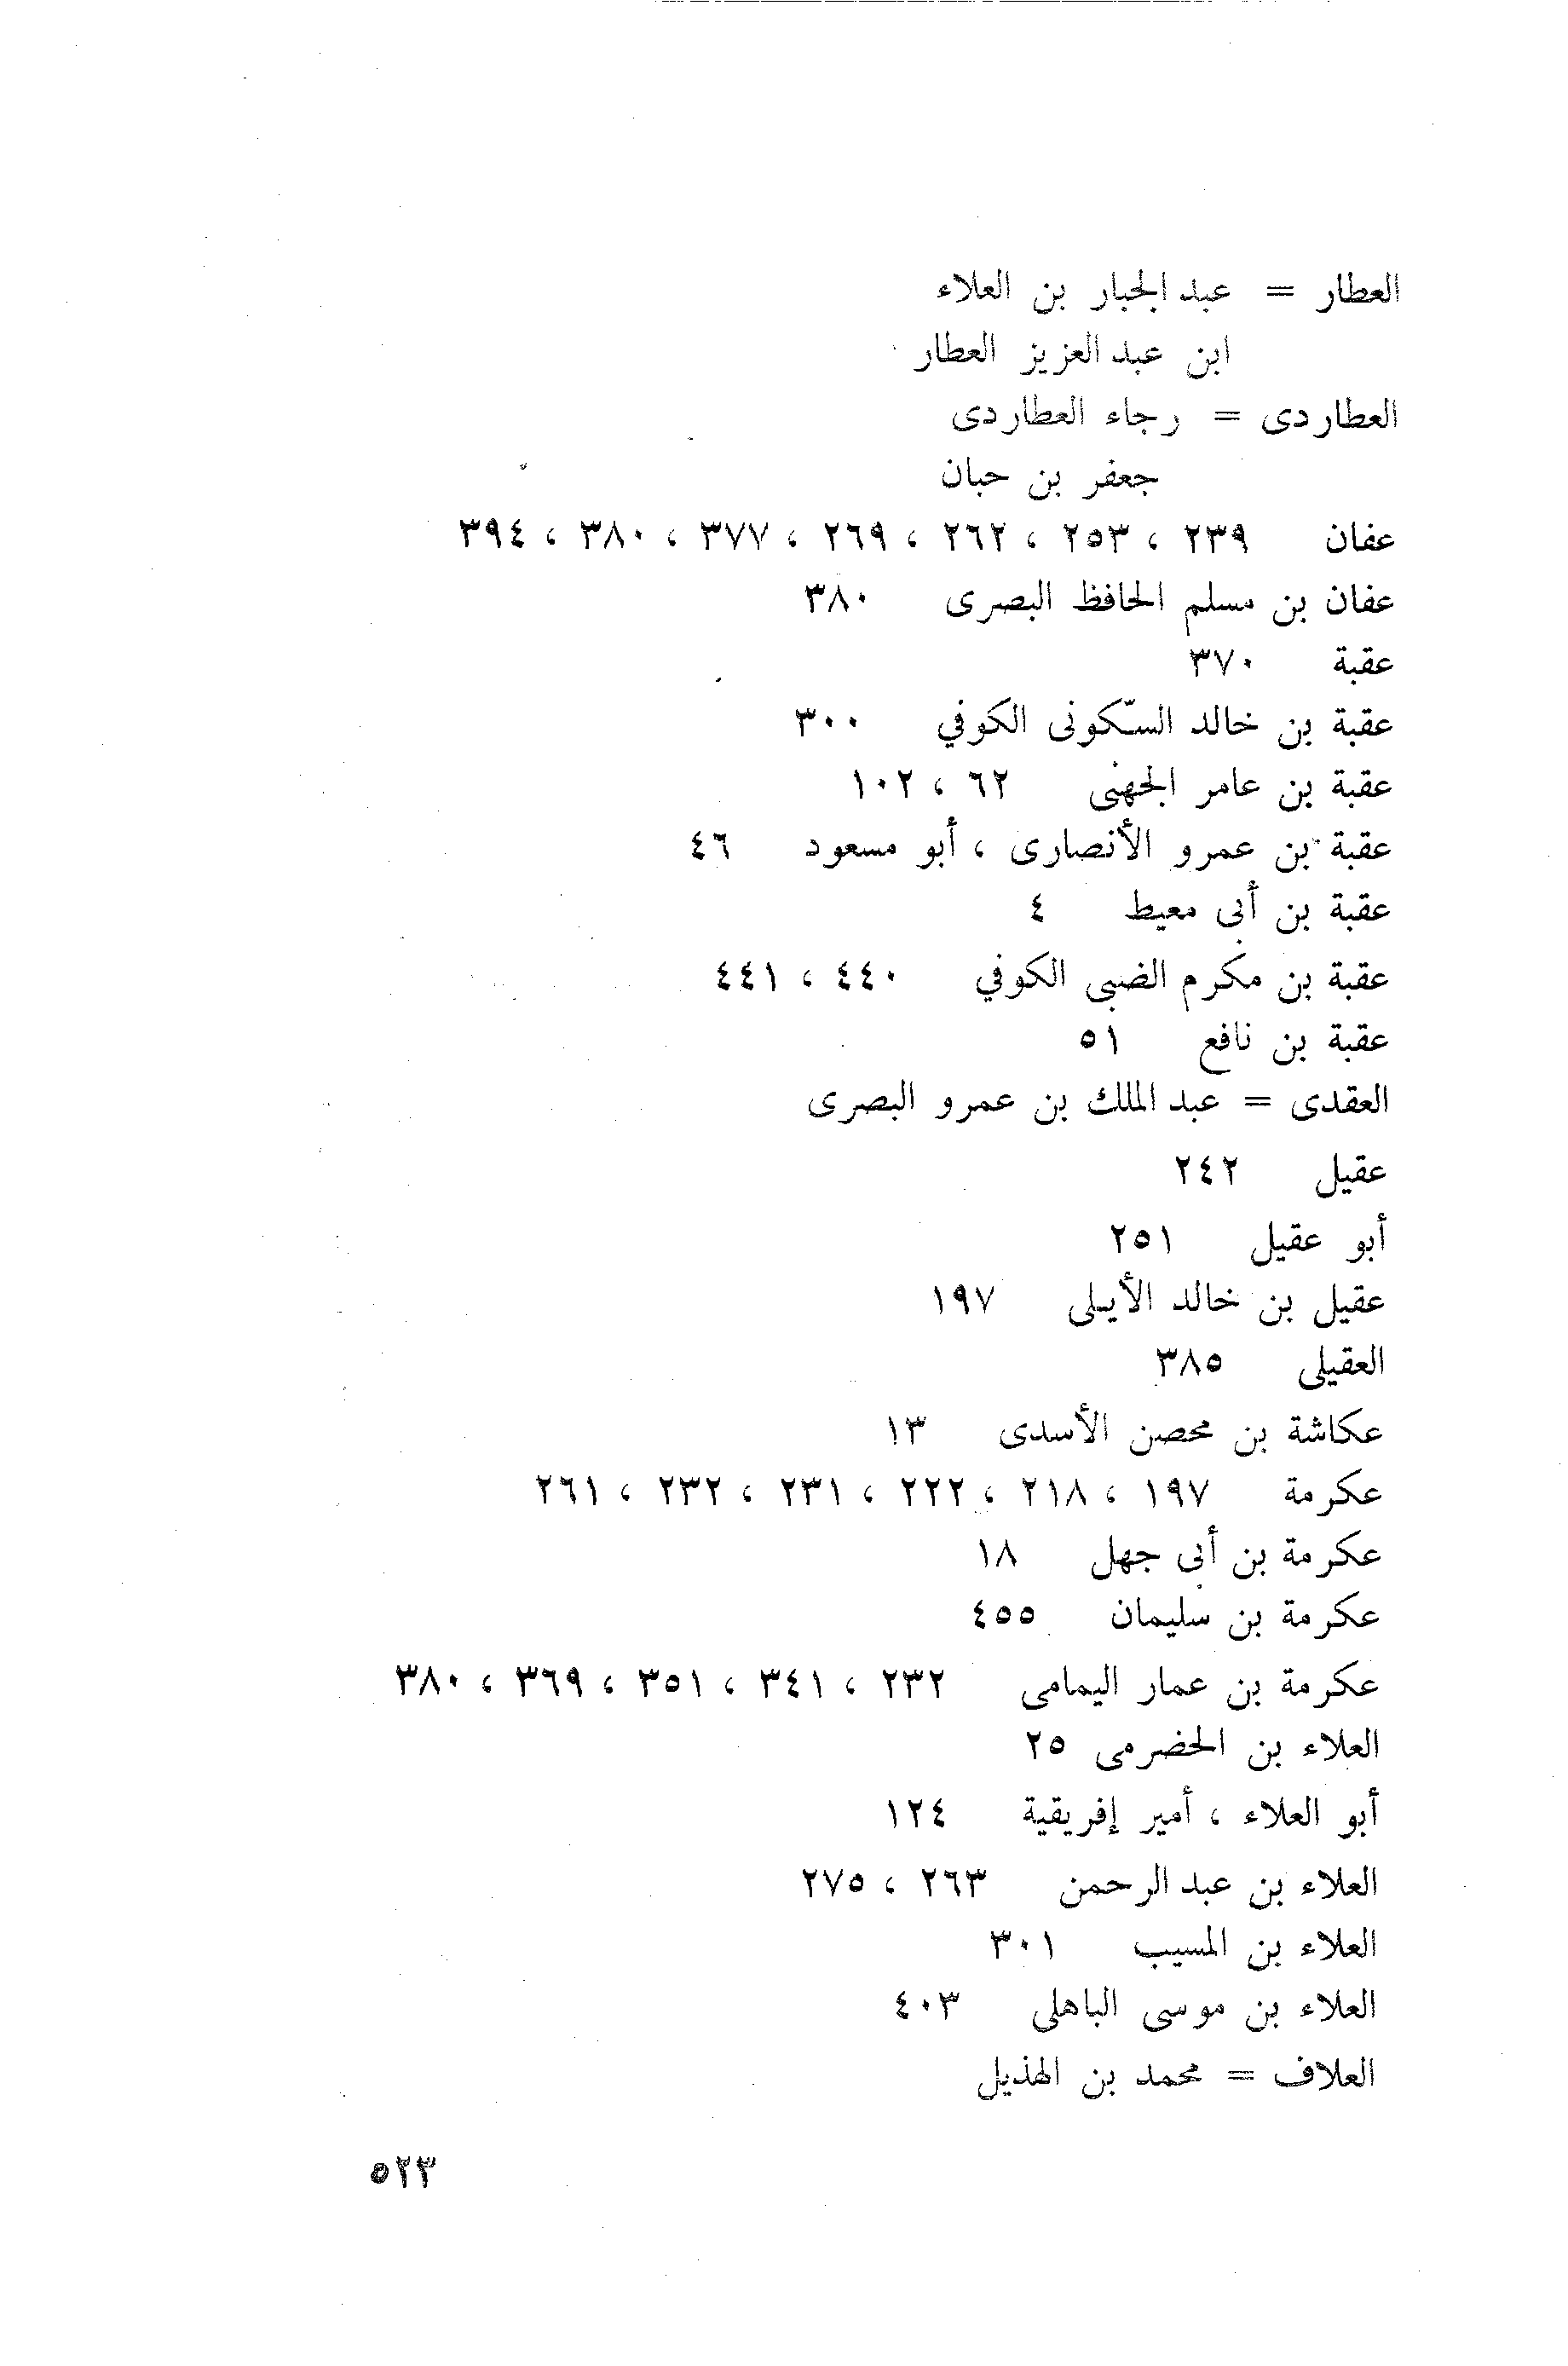 العطار = عبد الجبار بن العلاء
ابن عبد العزيز العطار
العطاردى = رجاء العطاردى
جعفر بن حبان
عفان ٢٣٩ ، ٢٥٣ ، ٢٦٢ ، ٢٦٩ ، ٣٧٧ ، ٣٨٠ ، ٣٩٤
عفان بن مسلم الحافظ البصرى ٣٨٠
عقبة ٣٧٠
عقبة بن خالد السّكونى الكوفي ٣٠٠
عقبة بن عامر الجهنى ٦٢ ، ١٠٢
عقبة بن عمرو الأنصارى ، أبو مسعود ٤٦
عقبة بن أبى معيط ٤
عقبة بن مكرم الضبى الكوفي ٤٤٠ ، ٤٤١
عقبة بن نافع ٥١
العقدى = عبد الملك بن عمرو البصرى
عقيل ٢٤٢
أبو عقيل ٢٥١
عقيل بن خالد الأيلى ١٩٧
العقيلى ٣٨٥
عكاشة بن محصن الأسدى ١٣
عكرمة ١٩٧ ، ٢١٨ ، ٢٢٢ ، ٢٣١ ، ٢٣٢ ، ٢٦١
عكرمة بن أبى جهل ١٨
عكرمة بن سليمان ٤٥٥
عكرمة بن عمار اليمامى ٢٣٢ ، ٣٤١ ، ٣٥١ ، ٣٦٩ ، ٣٨٠
العلاء بن الحضرمى ٢٥
أبو العلاء ، أمير إفريقية ١٢٤
العلاء بن عبد الرحمن ٢٦٣ ، ٢٧٥
العلاء بن المسيب ٣٠١
العلاء بن موسى الباهلى ٤٠٣
العلاف = محمد بن الهذيل
٥٢٣